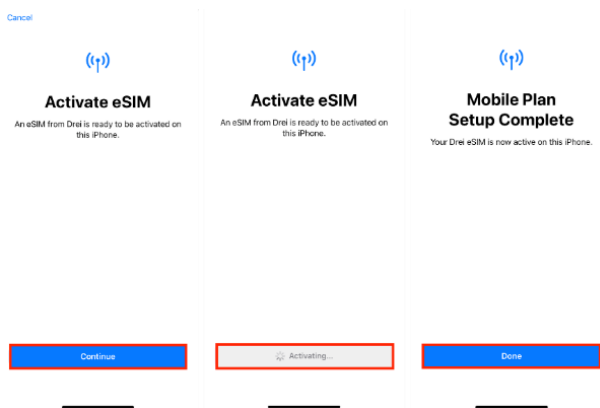 Cancel
Activate eSIM
An eSIM from Drei is ready to be activated on
this iPhone.
Continue
Activate eSIM
An eSIM from Drei is ready to be activated on
this iPhone.
Activating...
Mobile Plan
Setup Complete
Your Drei eSIM is now active on this iPhone.
Done